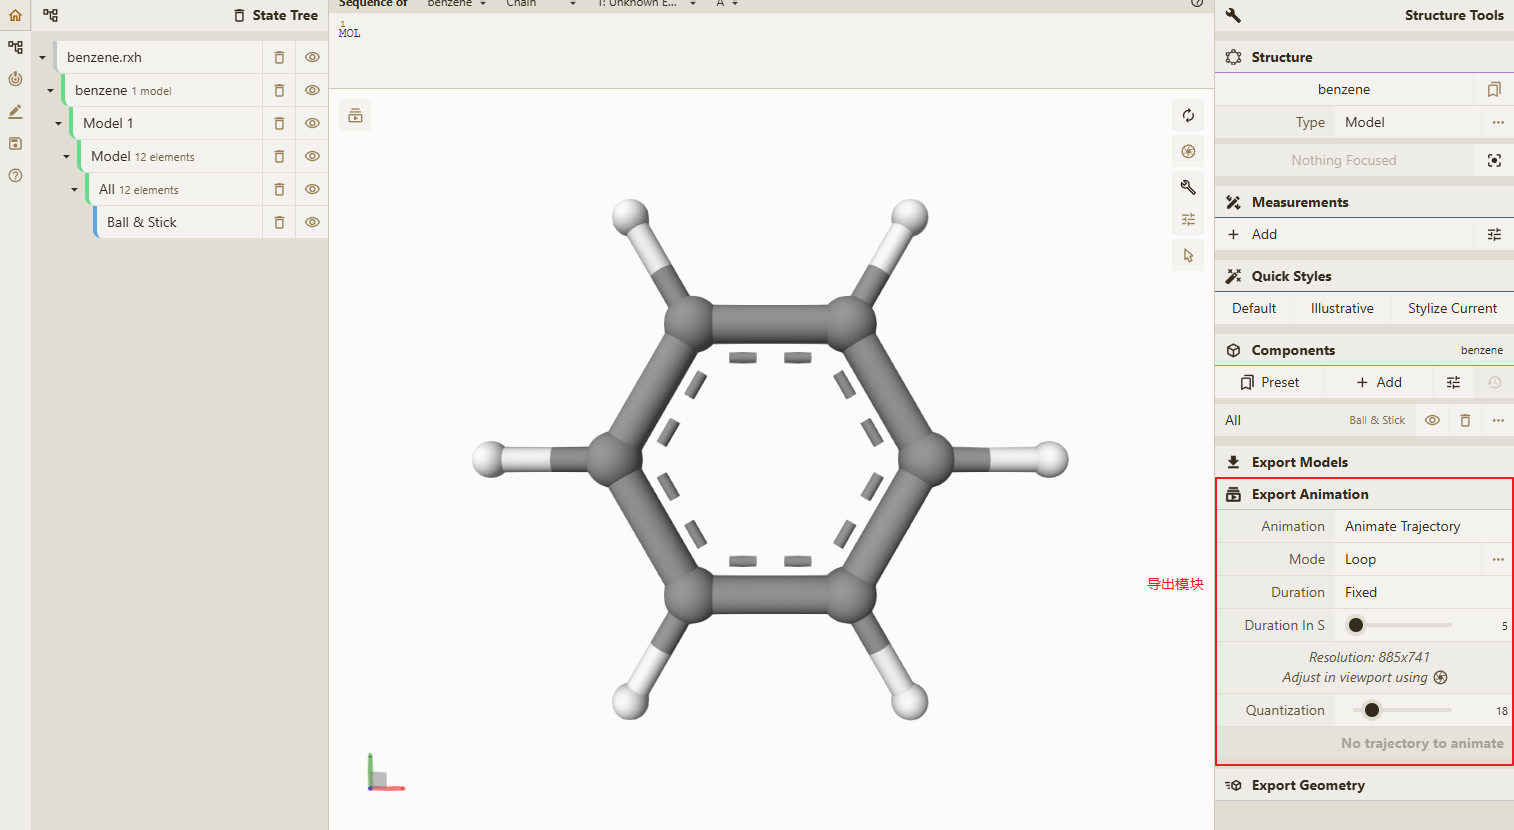 State Tree
Sequence of benzene Chain 1: Unknown E... A
Structure Tools
1
MOL
benzene.rxh
benzene 1 model
Model 1
Model 12 elements
All 12 elements
Ball & Stick
Structure
benzene
Type Model
Nothing Focused
Measurements
Add
Quick Styles
Default Illustrative Stylize Current
Components benzene
Preset Add
All Ball & Stick
Export Models
Export Animation
Animation Animate Trajectory
Mode Loop
导出模块
Duration Fixed
Duration In S 5
Resolution: 885x741
Adjust in viewport using
Quantization 18
No trajectory to animate
Export Geometry